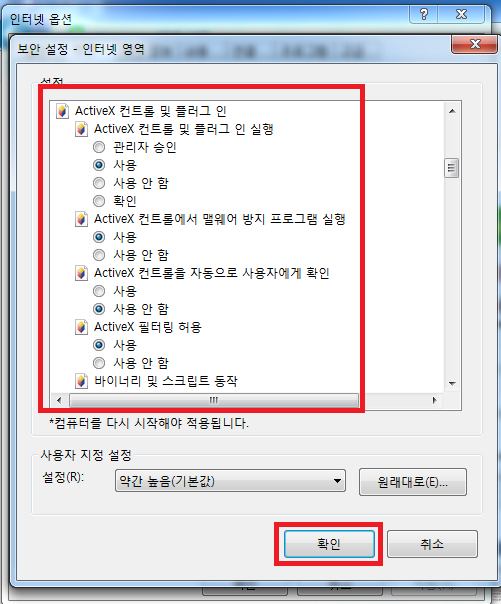 인터넷 옵션
보안 설정 - 인터넷 영역
설정
ActiveX 컨트롤 및 플러그 인
ActiveX 컨트롤 및 플러그 인 실행
관리자 승인
사용
사용 안 함
확인
ActiveX 컨트롤에서 맬웨어 방지 프로그램 실행
사용
사용 안 함
ActiveX 컨트롤을 자동으로 사용자에게 확인
사용
사용 안 함
ActiveX 필터링 허용
사용
사용 안 함
바이너리 및 스크립트 동작
*컴퓨터를 다시 시작해야 적용됩니다.
사용자 지정 설정
설정(R): 약간 높음(기본값) 원래대로(E)...
확인 취소